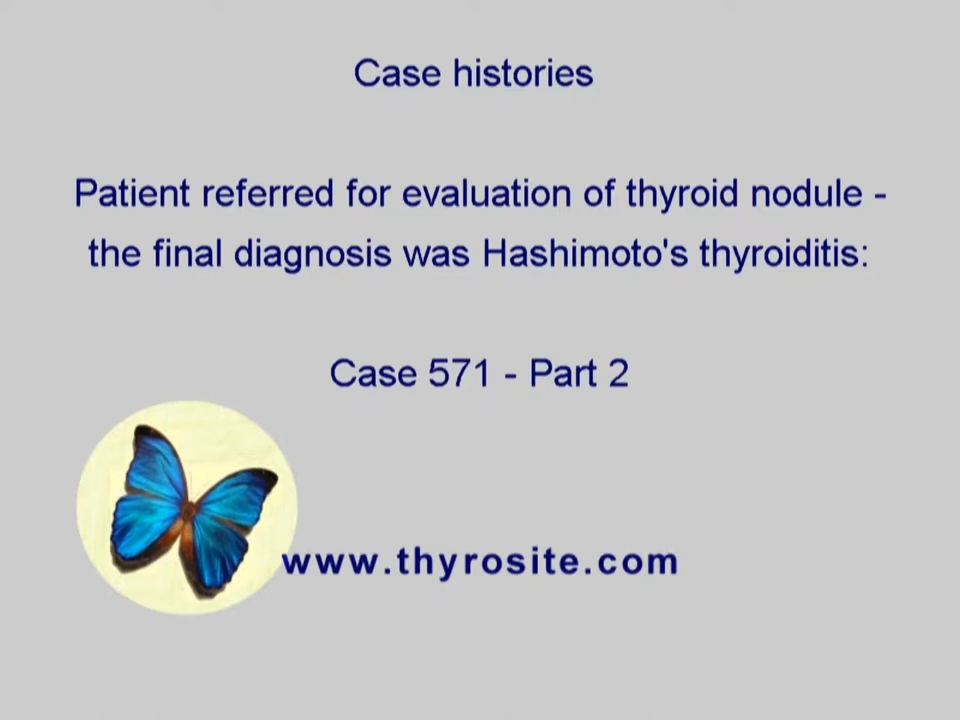 Case histories
Patient referred for evaluation of thyroid nodule -
the final diagnosis was Hashimoto's thyroiditis:
Case 571 - Part 2
www.thyrosite.com